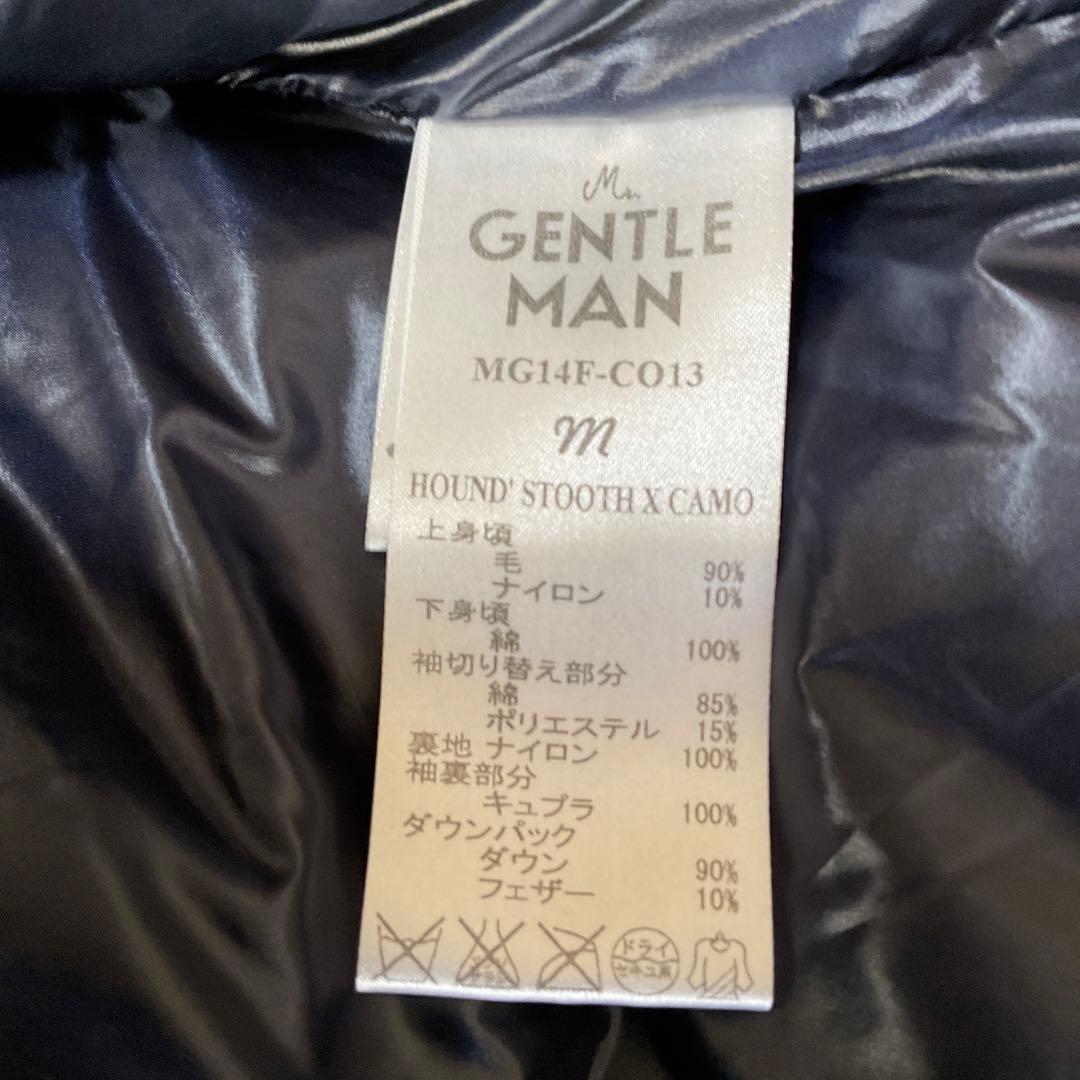 Mr.
GENTLE
MAN
MG14F-CO13
m
HOUND' STOOTH X CAMO
上身頃
毛 90%
ナイロン 10%
下身頃
綿 100%
袖切り替え部分
綿 85%
ポリエステル 15%
裏地 ナイロン 100%
袖裏部分
キュプラ 100%
ダウンパック
ダウン 90%
フェザー 10%
エンソ
ドライ
セキユ系